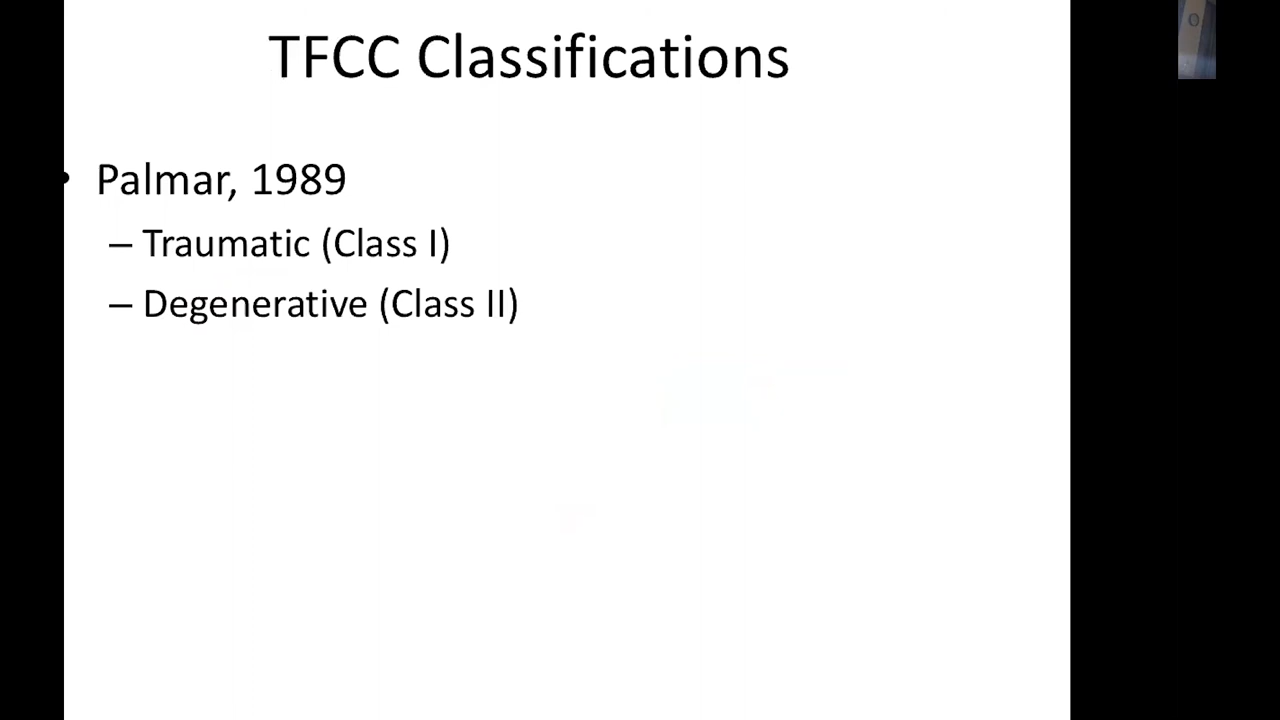 TFCC Classifications
• Palmar, 1989
– Traumatic (Class I)
– Degenerative (Class II)